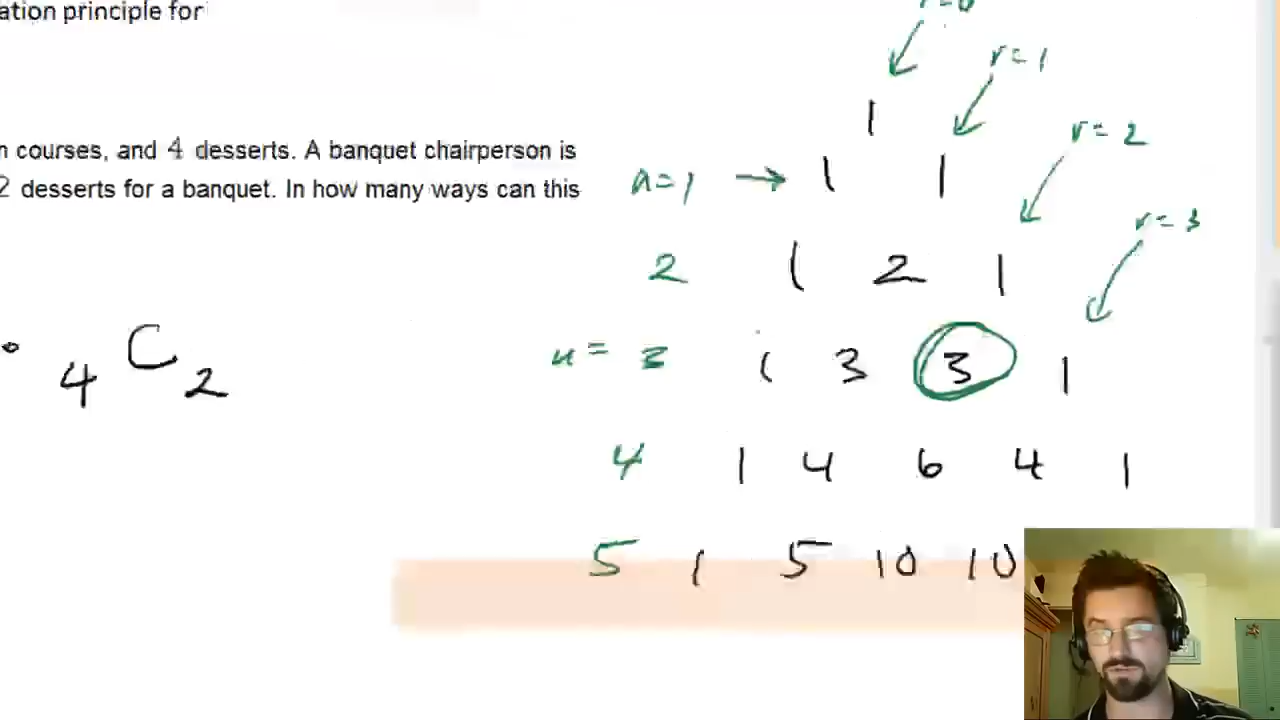 ation principle for
n courses, and 4 desserts. A banquet chairperson is
2 desserts for a banquet. In how many ways can this
4 C 2
r=0
r=1
r=2
r=3
1
n=1 → 1 1
2 1 2 1
n= 3 1 3 3 1
4 1 4 6 4 1
5 1 5 10 10